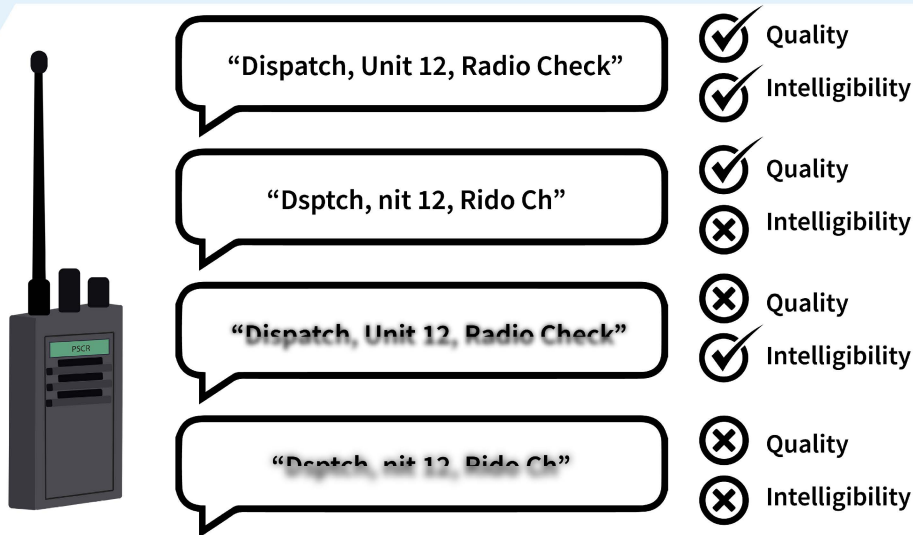 “Dispatch, Unit 12, Radio Check”
Quality
Intelligibility
“Dsptch, nit 12, Rido Ch”
Quality
Intelligibility
PSCR
“Dispatch, Unit 12, Radio Check”
Quality
Intelligibility
“Dsptch, nit 12, Rido Ch”
Quality
Intelligibility